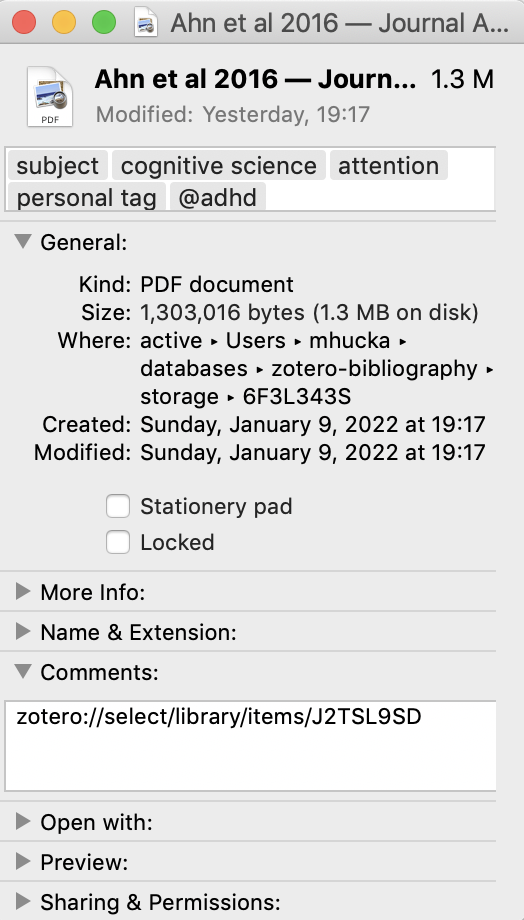 Ahn et al 2016 — Journal A...
PDF
Ahn et al 2016 — Journ... 1.3 M
Modified: Yesterday, 19:17
subject cognitive science attention
personal tag @adhd
General:
Kind: PDF document
Size: 1,303,016 bytes (1.3 MB on disk)
Where: active ▸ Users ▸ mhucka ▸
databases ▸ zotero-bibliography ▸
storage ▸ 6F3L343S
Created: Sunday, January 9, 2022 at 19:17
Modified: Sunday, January 9, 2022 at 19:17
Stationery pad
Locked
More Info:
Name & Extension:
Comments:
zotero://select/library/items/J2TSL9SD
Open with:
Preview:
Sharing & Permissions: